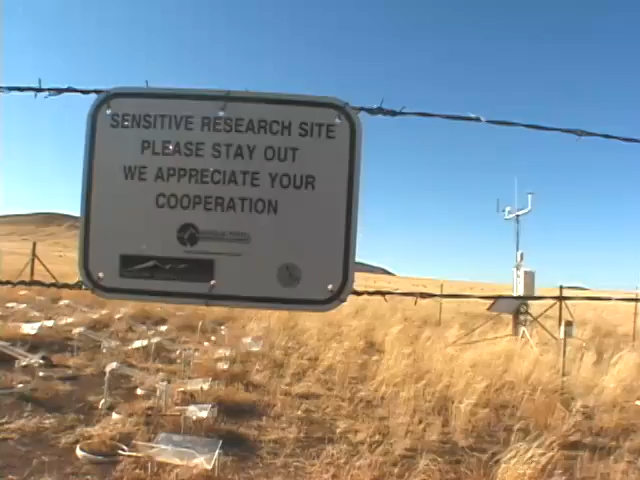 SENSITIVE RESEARCH SITE
PLEASE STAY OUT
WE APPRECIATE YOUR
COOPERATION